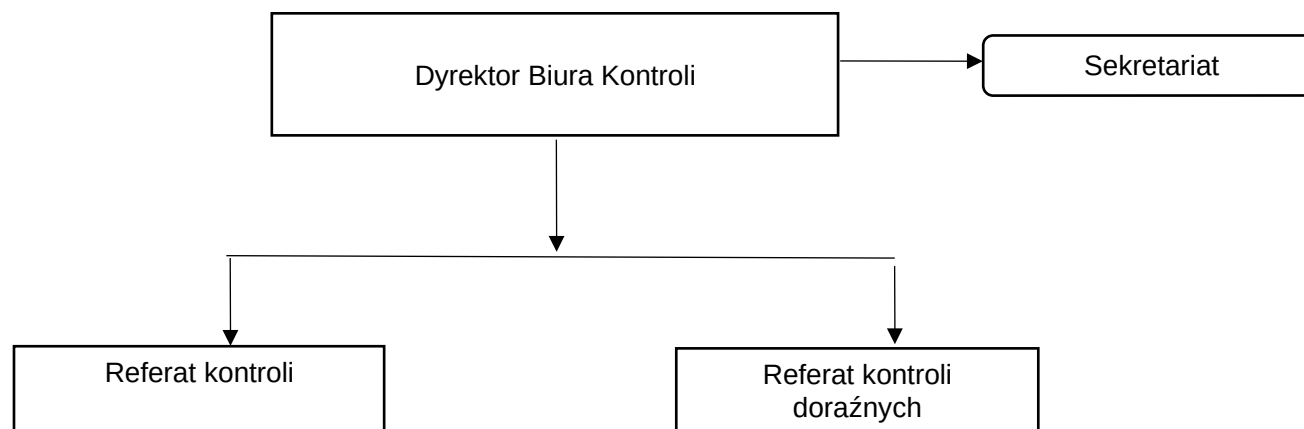 Dyrektor Biura Kontroli
Sekretariat
Referat kontroli
Referat kontroli
doraźnych